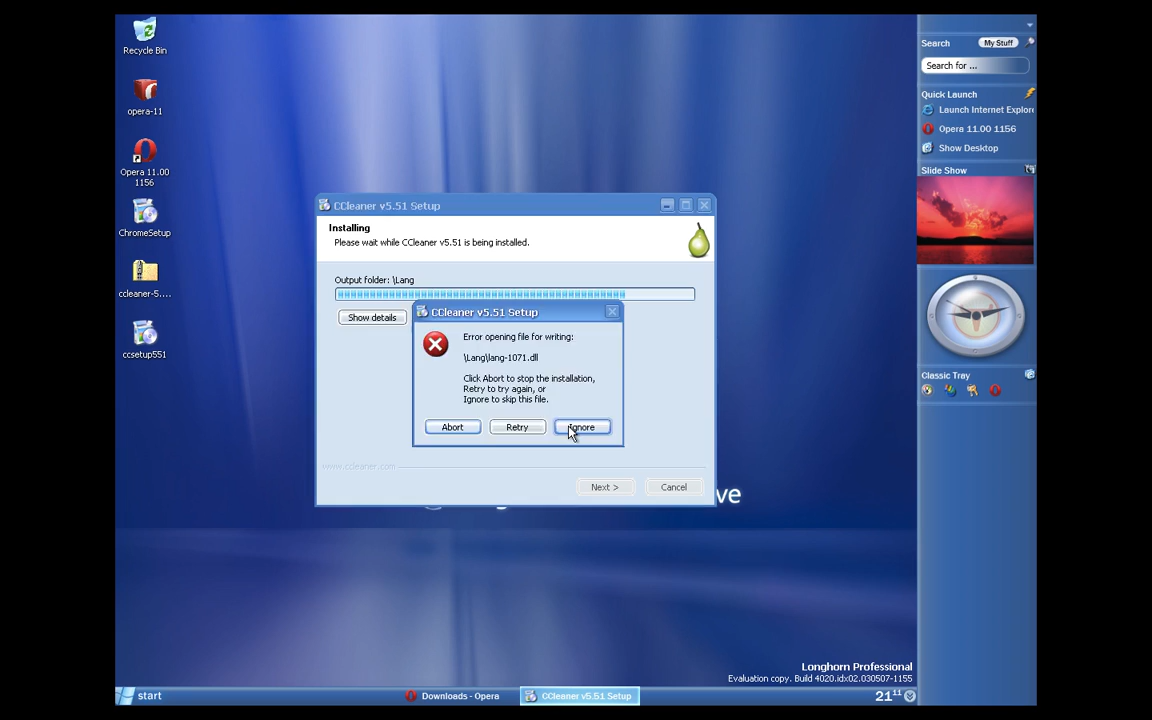 Recycle Bin
opera-11
Opera 11.00
1156
ChromeSetup
ccleaner-5....
ccsetup551
CCleaner v5.51 Setup
Installing
Please wait while CCleaner v5.51 is being installed.
Output folder: \Lang
Show details
CCleaner v5.51 Setup
Error opening file for writing:
\Lang\lang-1071.dll
Click Abort to stop the installation,
Retry to try again, or
Ignore to skip this file.
Abort
Retry
Ignore
www.ccleaner.com
Next >
Cancel
ve
Search
My Stuff
Search for ...
Quick Launch
Launch Internet Explore
Opera 11.00 1156
Show Desktop
Slide Show
Classic Tray
Longhorn Professional
Evaluation copy. Build 4020.idx02.030507-1155
start
Downloads - Opera
CCleaner v5.51 Setup
21 11